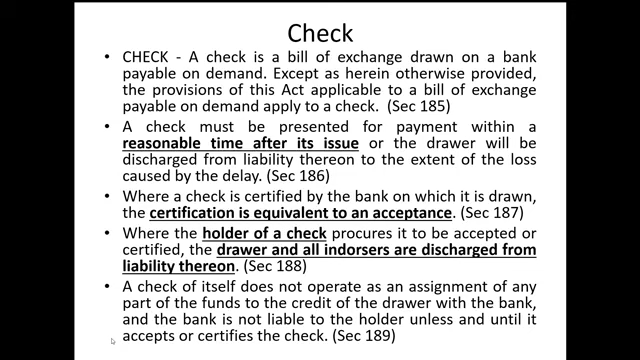 Check
• CHECK - A check is a bill of exchange drawn on a bank
payable on demand. Except as herein otherwise provided,
the provisions of this Act applicable to a bill of exchange
payable on demand apply to a check. (Sec 185)
• A check must be presented for payment within a
reasonable time after its issue or the drawer will be
discharged from liability thereon to the extent of the loss
caused by the delay. (Sec 186)
• Where a check is certified by the bank on which it is drawn,
the certification is equivalent to an acceptance. (Sec 187)
• Where the holder of a check procures it to be accepted or
certified, the drawer and all indorsers are discharged from
liability thereon. (Sec 188)
• A check of itself does not operate as an assignment of any
part of the funds to the credit of the drawer with the bank,
and the bank is not liable to the holder unless and until it
accepts or certifies the check. (Sec 189)